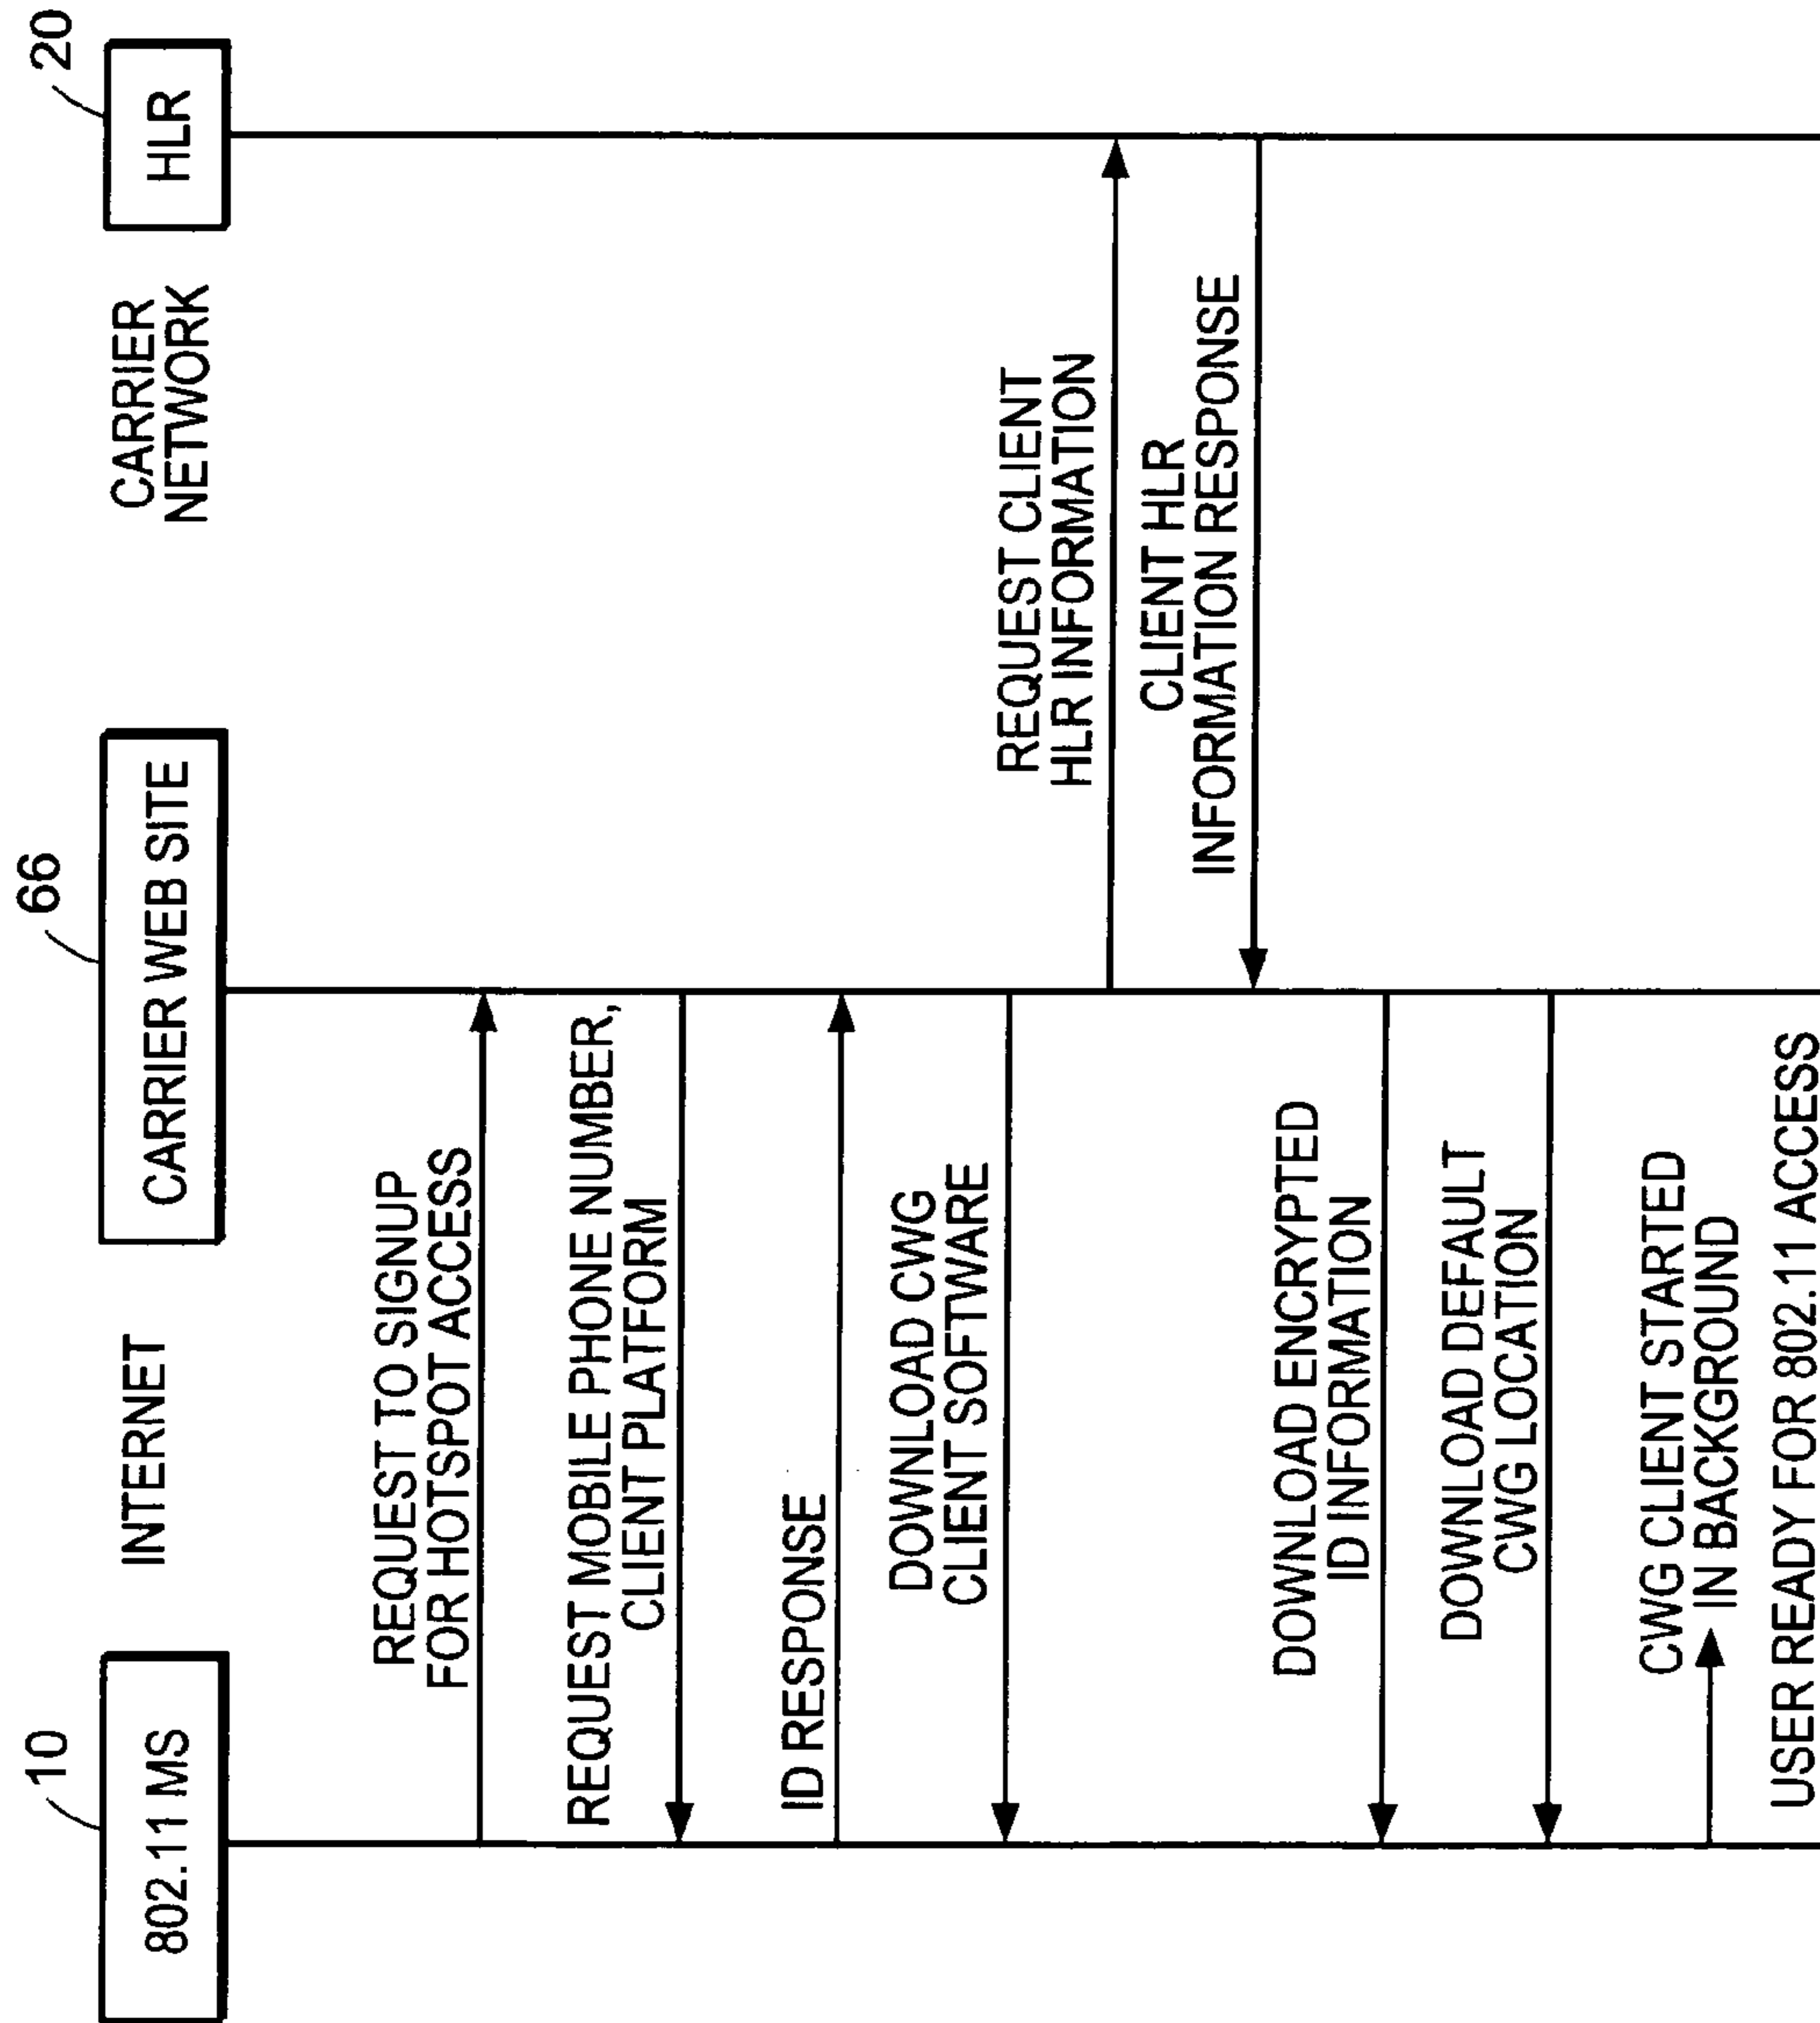 10
802.11 MS
INTERNET
66
CARRIER WEB SITE
CARRIER
NETWORK
20
HLR
REQUEST TO SIGNUP
FOR HOTSPOT ACCESS
REQUEST MOBILE PHONE NUMBER,
CLIENT PLATFORM
ID RESPONSE
DOWNLOAD CWG
CLIENT SOFTWARE
REQUEST CLIENT
HLR INFORMATION
CLIENT HLR
INFORMATION RESPONSE
DOWNLOAD ENCRYPTED
ID INFORMATION
DOWNLOAD DEFAULT
CWG LOCATION
CWG CLIENT STARTED
IN BACKGROUND
USER READY FOR 802.11 ACCESS